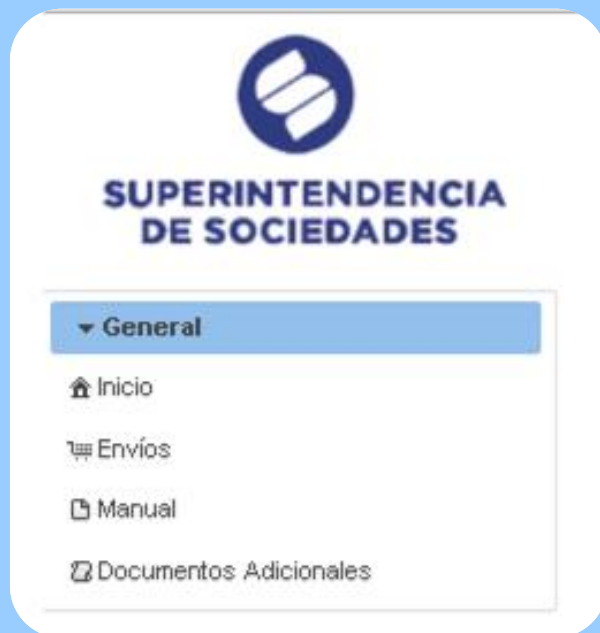 SUPERINTENDENCIA
DE SOCIEDADES
General
Inicio
Envíos
Manual
Documentos Adicionales